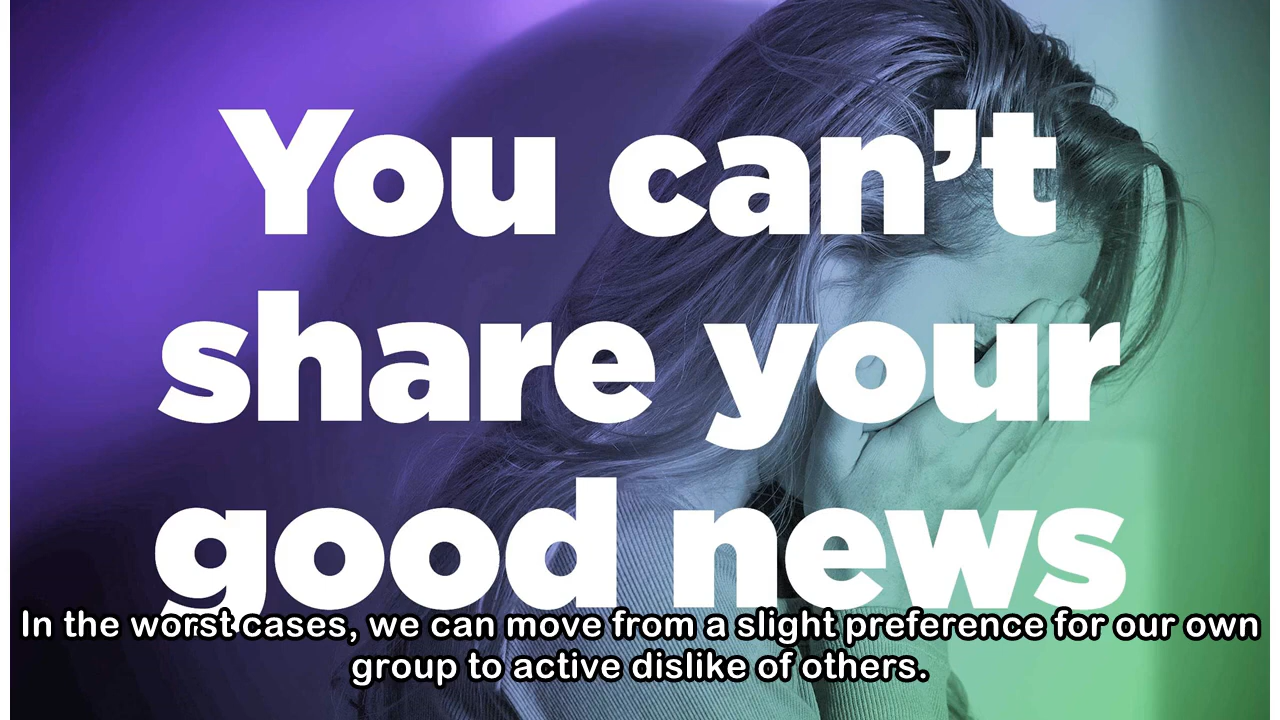 You can’t
share your
good news
In the worst cases, we can move from a slight preference for our own
group to active dislike of others.